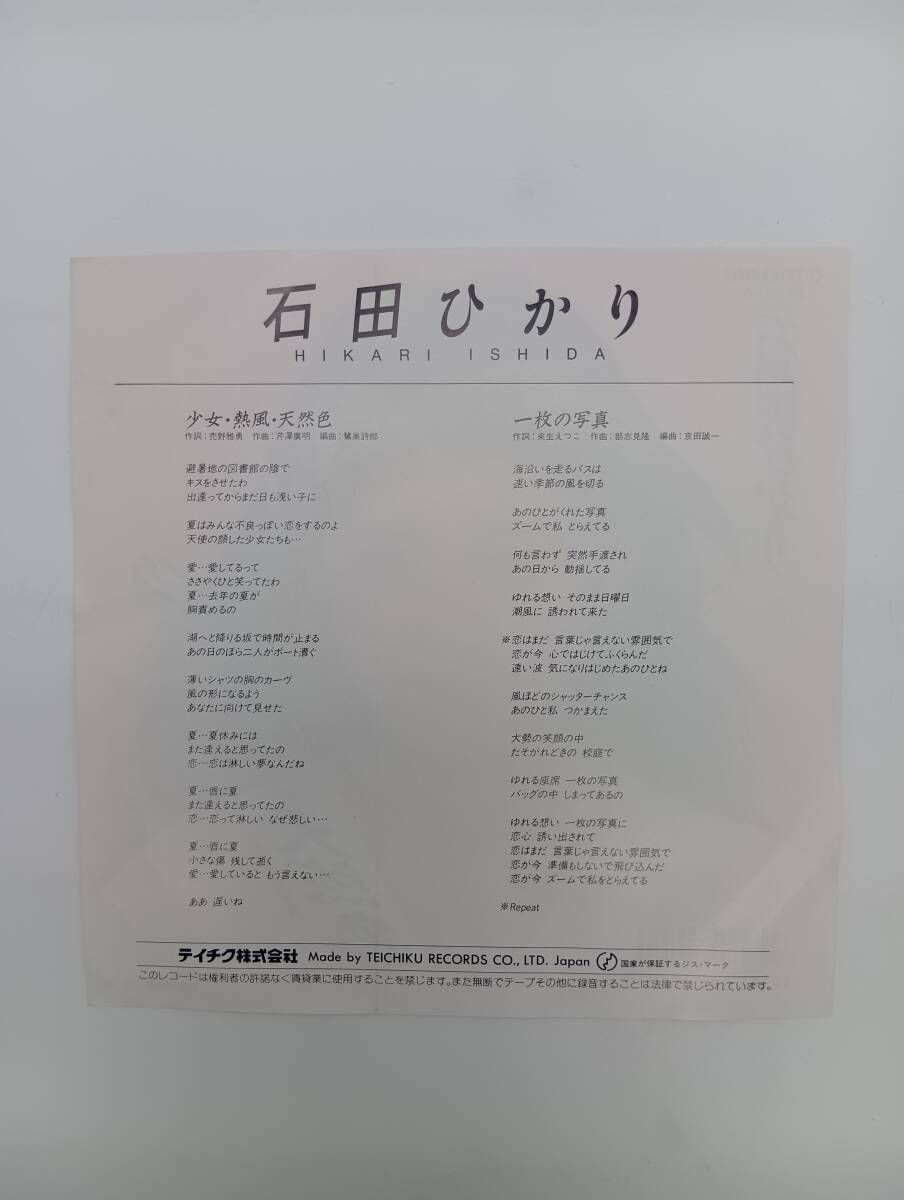 石田ひかり
HIKARI ISHIDA
少女・熱風・天然色
作詞:売野雅勇 作曲:芹澤廣明 編曲:鷺巣詩郎
避暑地の図書館の陰で
キスをさせたわ
出逢ってからまだ日も浅い子に
夏はみんな不良っぽい恋をするのよ
天使の顔した少女たちも…
愛…愛してるって
ささやくひと笑ってたわ
夏…去年の夏が
胸責めるの
湖へと降りる坂で時間が止まる
あの日のほら二人がボート漕ぐ
薄いシャツの胸のカーヴ
風の形になるよう
あなたに向けて見せた
夏…夏休みには
また逢えると思ってたの
恋…恋は淋しい夢なんだね
夏…唇に夏
また逢えると思ってたの
恋…恋って淋しい なぜ悲しい…
夏…唇に夏
小さな傷 残して逝く
愛…愛していると もう言えない…
ああ 遅いね
一枚の写真
作詞:来生えつこ 作曲:都志見隆 編曲:京田誠一
海沿いを走るバスは
速い季節の風を切る
あのひとがくれた写真
ズームで私 とらえてる
何も言わず 突然手渡され
あの日から 動揺してる
ゆれる想い そのまま日曜日
潮風に 誘われて来た
※恋はまだ 言葉じゃ言えない雰囲気で
恋が今 心ではじけてふくらんだ
遠い波 気になりはじめたあのひとね
風ほどのシャッターチャンス
あのひと私 つかまえた
大勢の笑顔の中
たそがれどきの 校庭で
ゆれる座席 一枚の写真
バッグの中 しまってあるの
ゆれる想い 一枚の写真に
恋心 誘い出されて
恋はまだ 言葉じゃ言えない雰囲気で
恋が今 準備もしないで飛び込んだ
恋が今 ズームで私をとらえてる
※Repeat
テイチク株式会社 Made by TEICHIKU RECORDS CO., LTD. Japan 国家が保証するジス・マーク
このレコードは権利者の許諾なく賃貸業に使用することを禁じます。また無断でテープその他に録音することは法律で禁じられています。